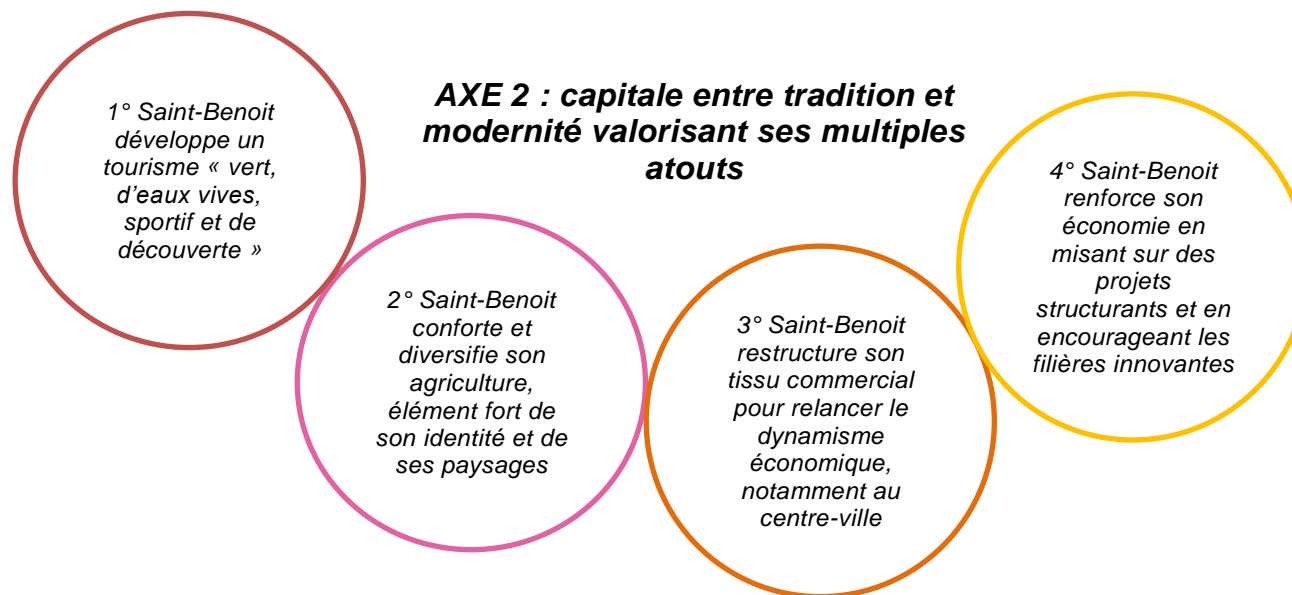 AXE 2 : capitale entre tradition et
modernité valorisant ses multiples
atouts
1° Saint-Benoit
développe un
tourisme « vert,
d'eaux vives,
sportif et de
découverte »
2° Saint-Benoit
conforte et
diversifie son
agriculture,
élément fort de
son identité et de
ses paysages
3° Saint-Benoit
restructure son
tissu commercial
pour relancer le
dynamisme
économique,
notamment au
centre-ville
4° Saint-Benoit
renforce son
économie en
misant sur des
projets
structurants et en
encourageant les
filières innovantes